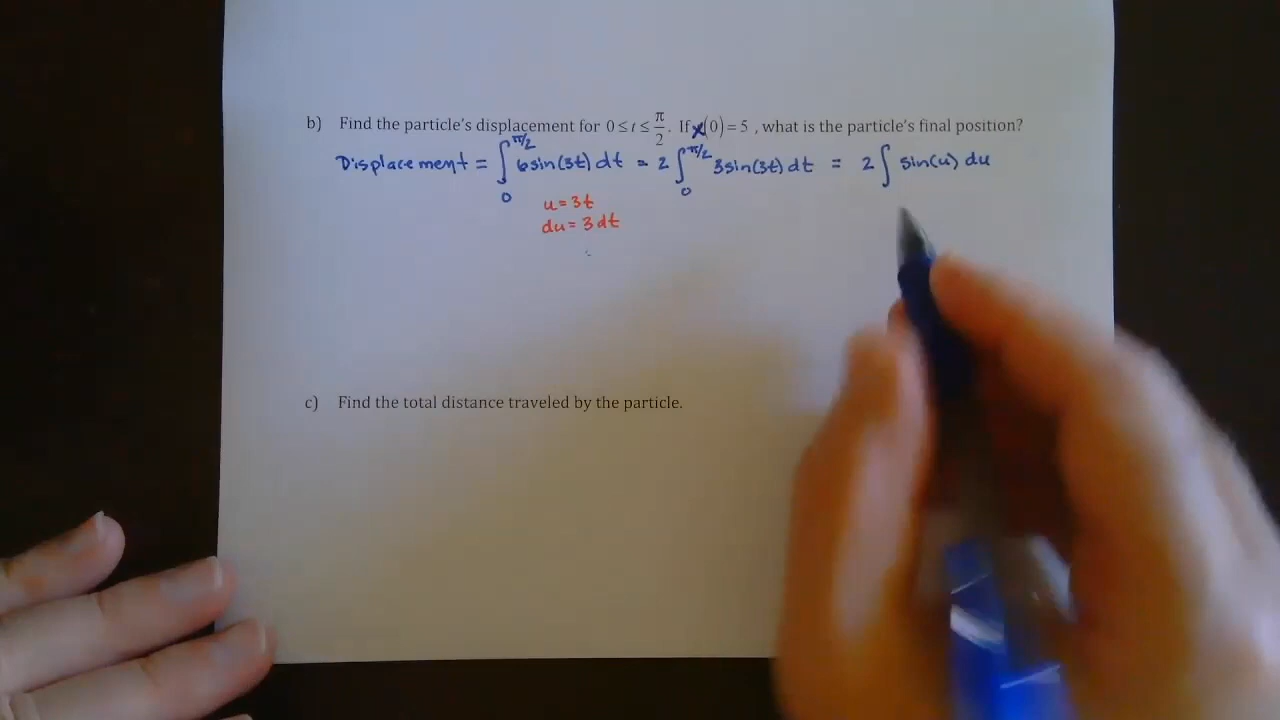 b) Find the particle's displacement for 0 ≤ t ≤ π/2. If x(0) = 5 , what is the particle's final position?
Displacement = ∫₀^(π/2) 6sin(3t) dt = 2 ∫₀^(π/2) 3sin(3t) dt = 2 ∫ sin(u) du
u = 3t
du = 3 dt
c) Find the total distance traveled by the particle.